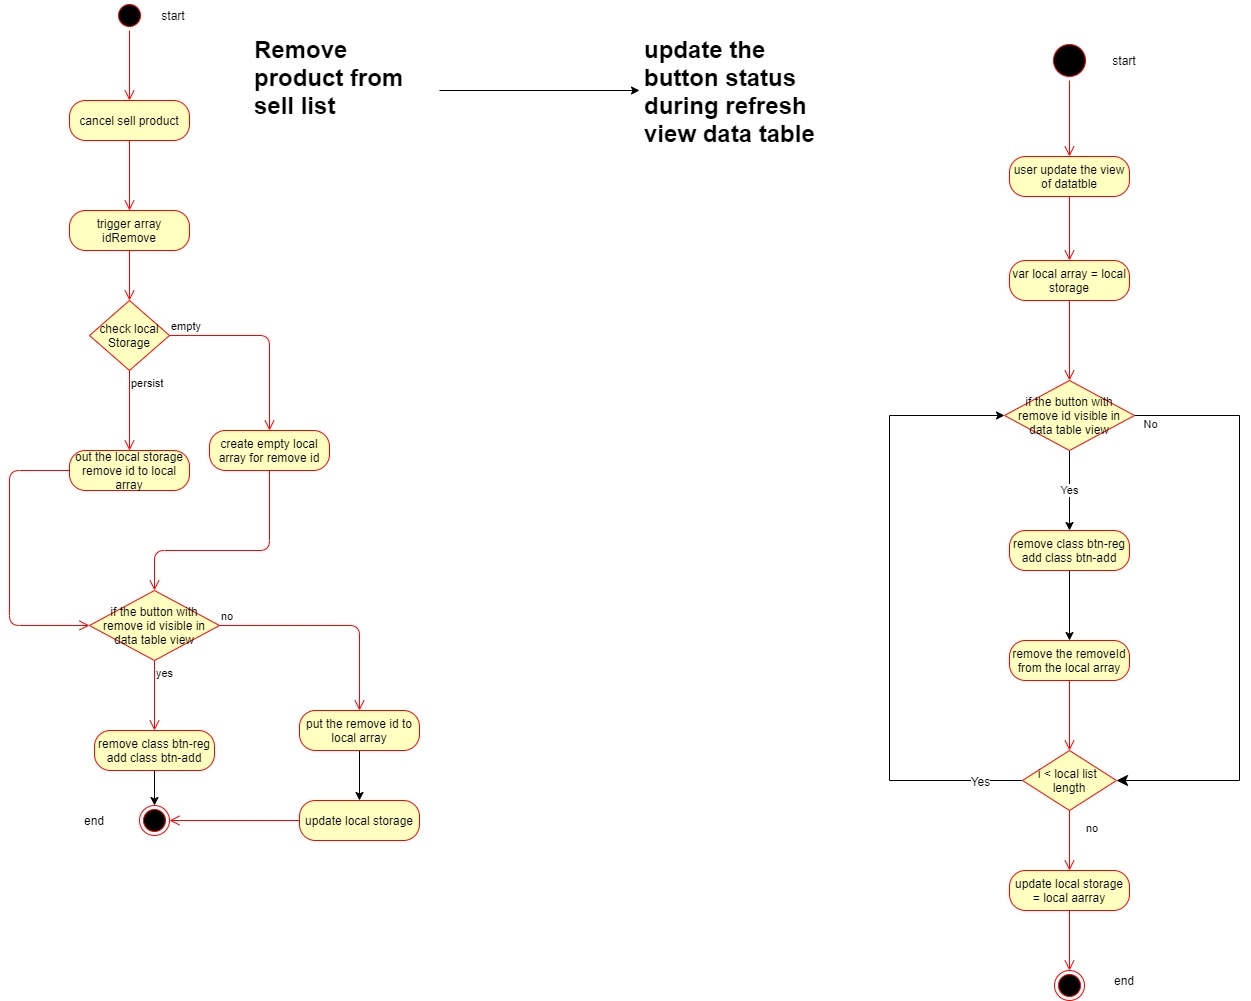 start
Remove
product from
sell list
update the
button status
during refresh
view data table
cancel sell product
trigger array
idRemove
check local
Storage
empty
persist
out the local storage
remove id to local
array
create empty local
array for remove id
if the button with
remove id visible in
data table view
no
yes
remove class btn-reg
add class btn-add
put the remove id to
local array
update local storage
end
start
user update the view
of datatble
var local array = local
storage
if the button with
remove id visible in
data table view
No
Yes
remove class btn-reg
add class btn-add
remove the removeId
from the local array
i < local list
length
Yes
no
update local storage
= local aarray
end